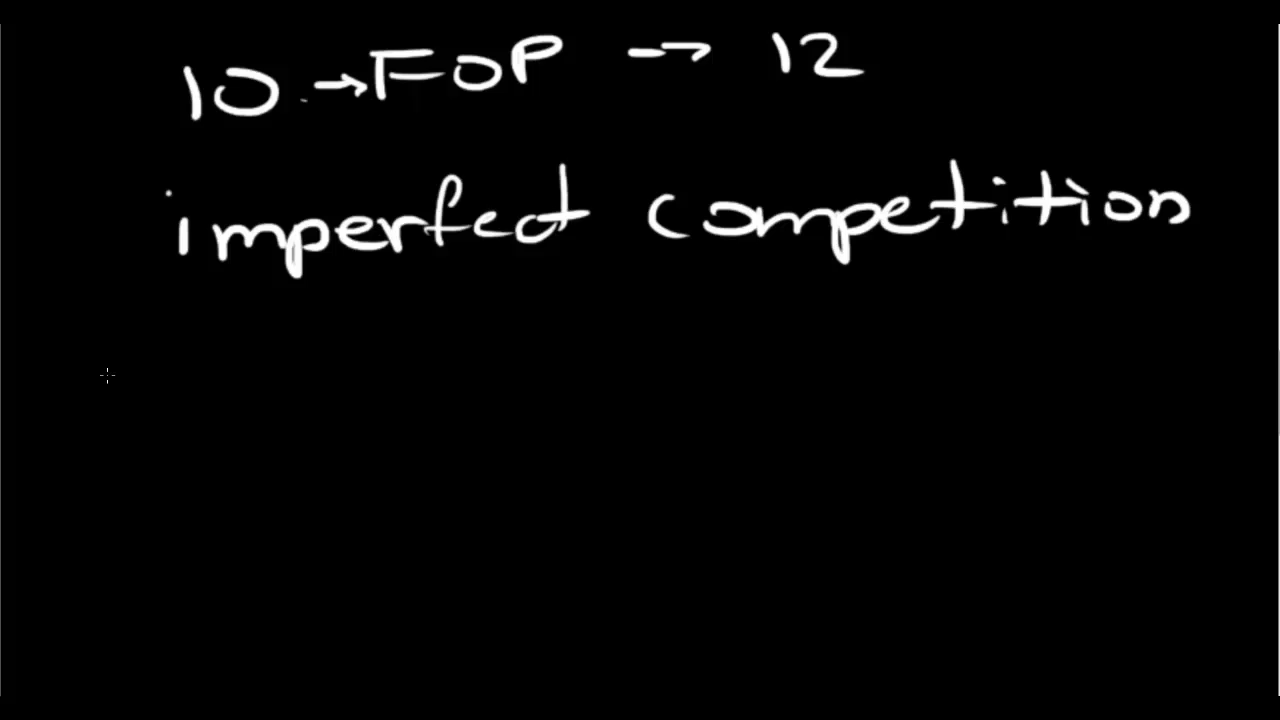 10 → FOP → 12
imperfect competition